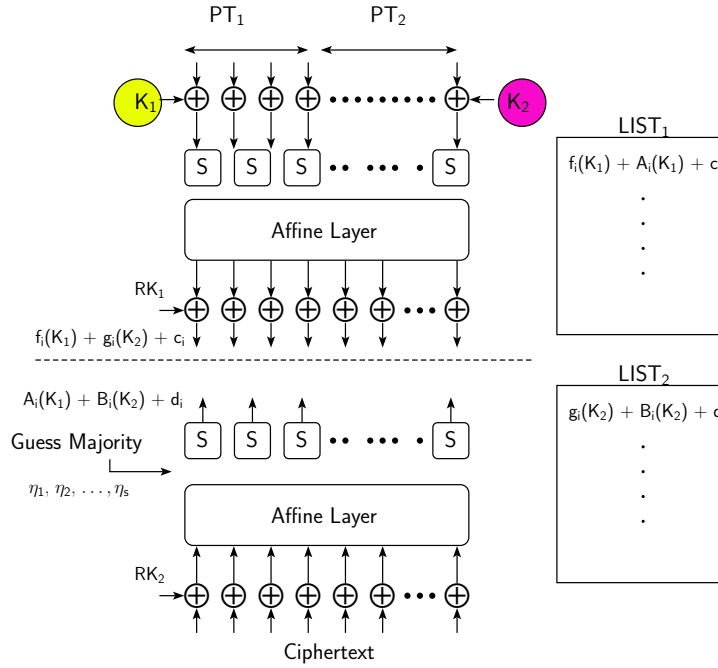 PT₁ PT₂
K₁ K₂
LIST₁
S S S S
fᵢ(K₁) + Aᵢ(K₁) + c
Affine Layer
RK₁
fᵢ(K₁) + gᵢ(K₂) + cᵢ
LIST₂
Aᵢ(K₁) + Bᵢ(K₂) + dᵢ
gᵢ(K₂) + Bᵢ(K₂) +
S S S S
Guess Majority
η₁, η₂, . . . , ηₛ
Affine Layer
RK₂
Ciphertext